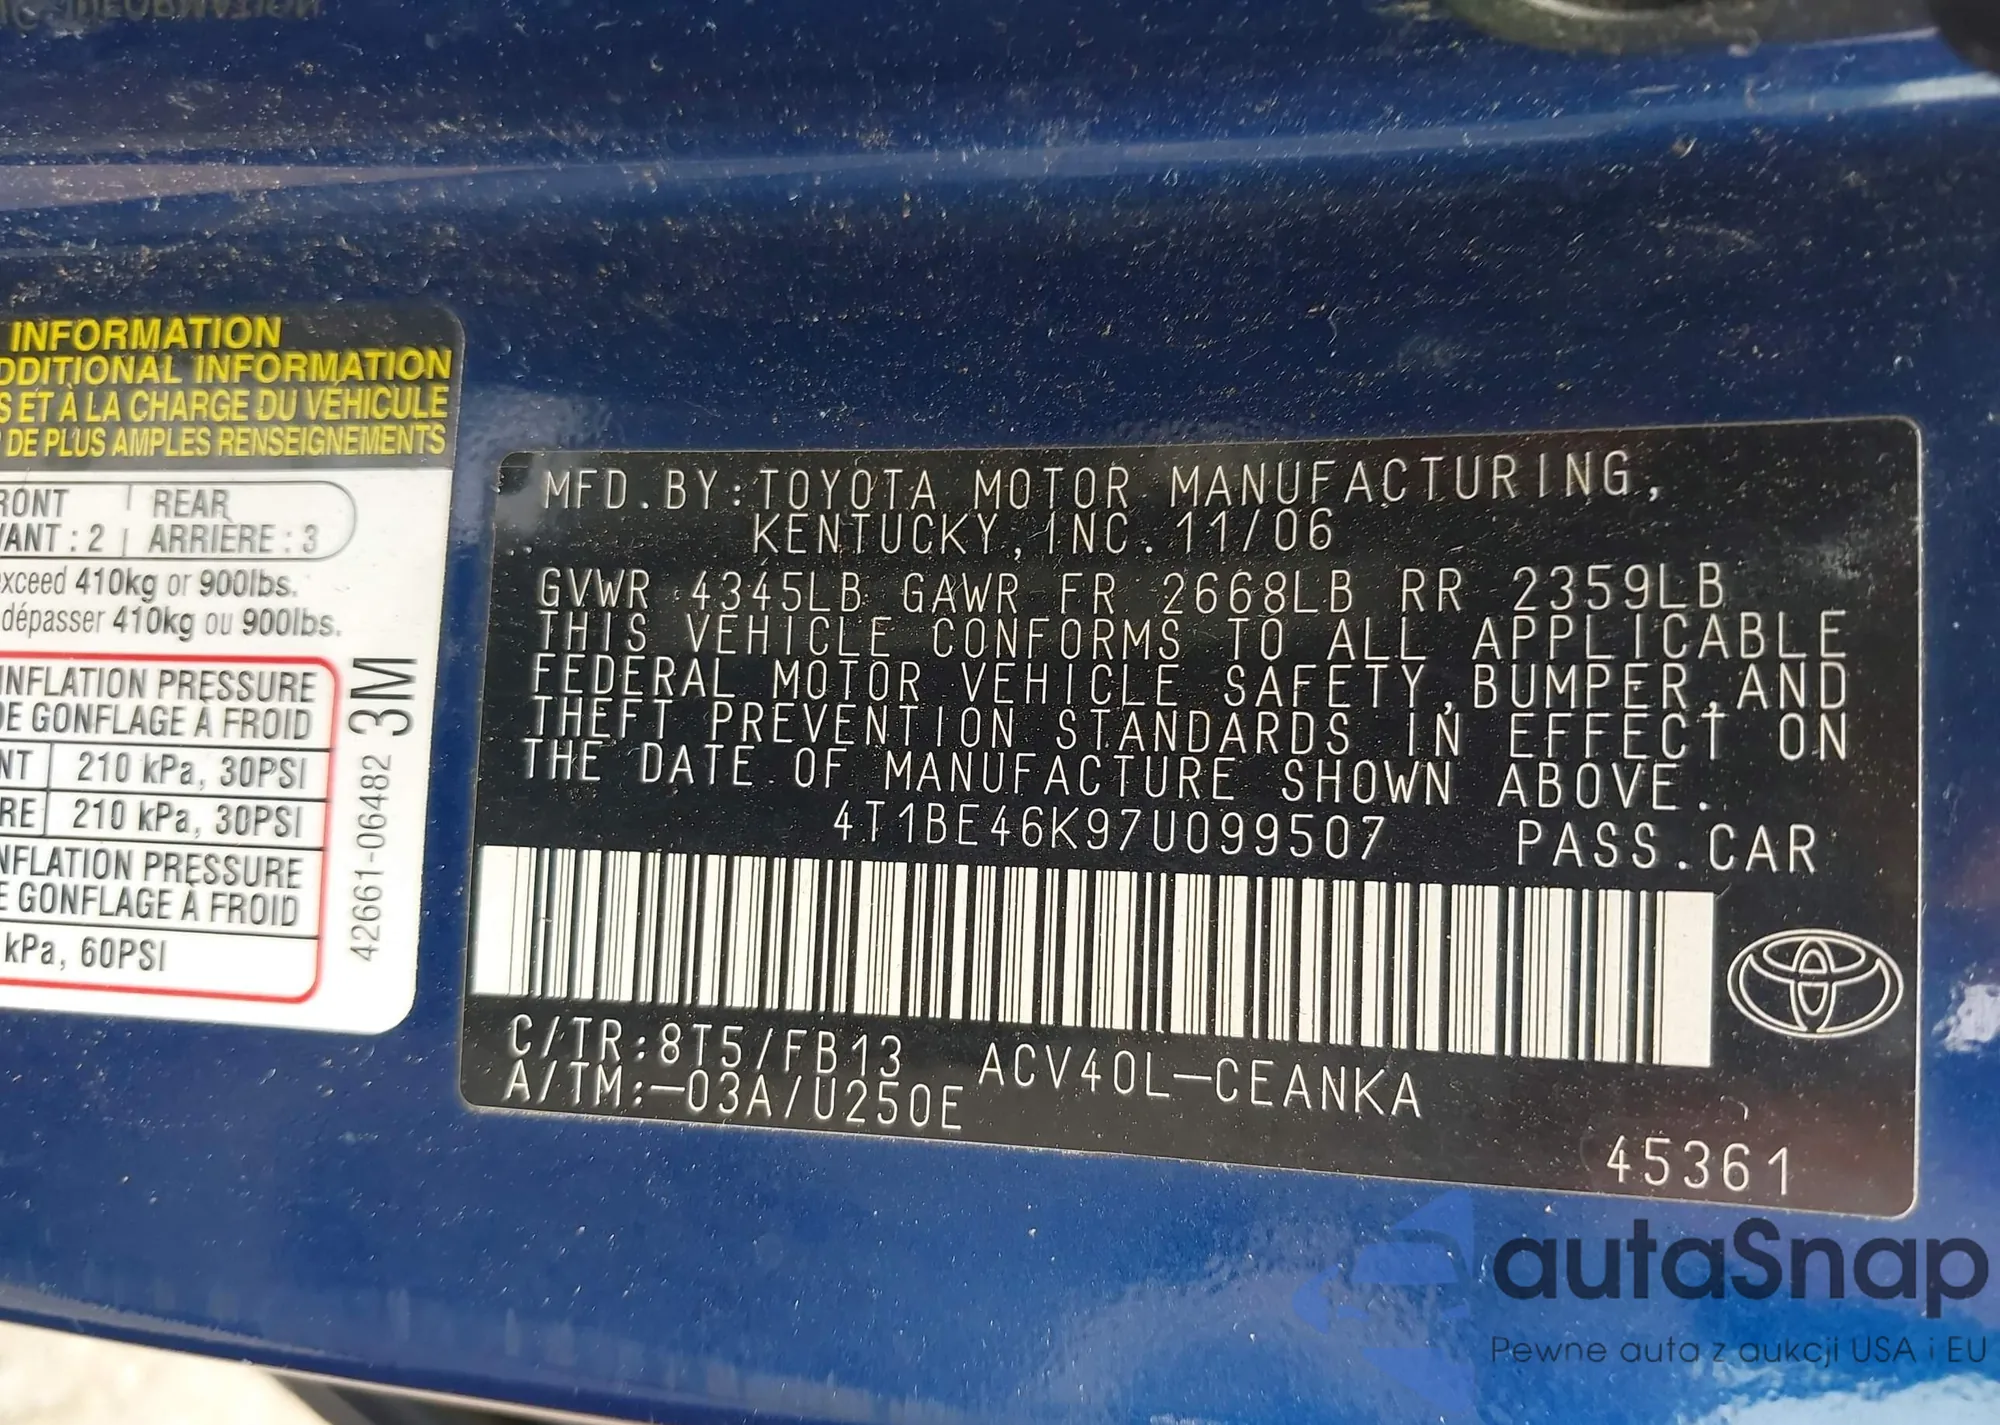 INFORMATION
INFORMATION
DDITIONAL INFORMATION
S ET À LA CHARGE DU VÉHICULE
DE PLUS AMPLES RENSEIGNEMENTS
RONT REAR
VANT : 2 ARRIÈRE : 3
xceed 410kg or 900lbs.
dépasser 410kg ou 900lbs.
INFLATION PRESSURE
DE GONFLAGE À FROID
NT 210 kPa, 30PSI
RE 210 kPa, 30PSI
NFLATION PRESSURE
E GONFLAGE À FROID
kPa, 60PSI
42661-06482 3M
MFD.BY:TOYOTA MOTOR MANUFACTURING,
KENTUCKY,INC. 11/06
GVWR 4345LB GAWR FR 2668LB RR 2359LB
THIS VEHICLE CONFORMS TO ALL APPLICABLE
FEDERAL MOTOR VEHICLE SAFETY,BUMPER,AND
THEFT PREVENTION STANDARDS IN EFFECT ON
THE DATE OF MANUFACTURE SHOWN ABOVE.
4T1BE46K97U099507 PASS.CAR
C/TR:8T5/FB13 ACV40L-CEANKA
A/TM:-03A/U250E
45361
autaSnap
Pewne auta z aukcji USA i EU